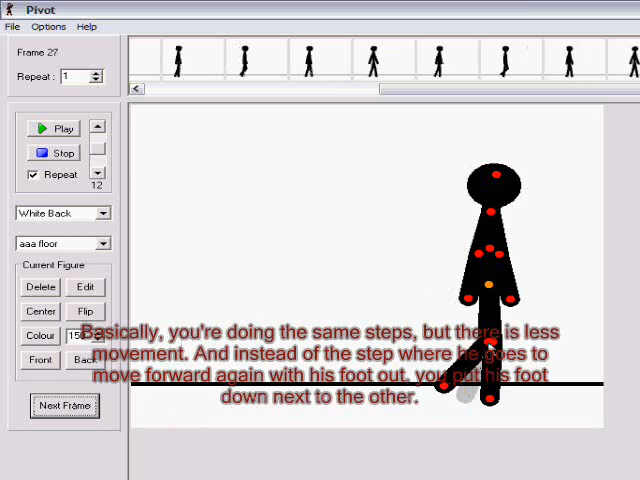 Pivot
File Options Help
Frame 27
Repeat : 1
Play
Stop
Repeat
12
White Back
aaa floor
Current Figure
Delete Edit
Center Flip
Colour 150
Front Back
Next Frame
Basically, you're doing the same steps, but there is less
movement. And instead of the step where he goes to
move forward again with his foot out. you put his foot
down next to the other.